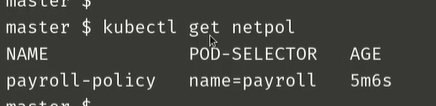 master $
master $ kubectl get netpol
NAME POD-SELECTOR AGE
payroll-policy name=payroll 5m6s
master $